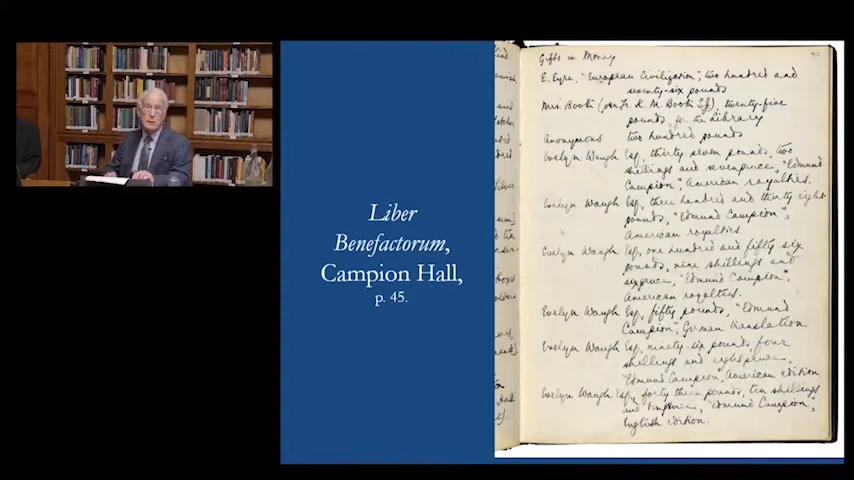 Liber
Benefactorum,
Campion Hall,
p. 45.
Gifts in Money
E. Eyre, "European Civilization", two hundred and
seventy-six pounds
Mrs. Booth (per Fr. K. M. Booth SJ), twenty-five
pounds for the Library
Anonymous two hundred pounds
Evelyn Waugh Esq, thirty seven pounds, two
shillings and sevenpence, "Edmund
Campion", American royalties.
Evelyn Waugh Esq, three hundred and thirty eight
pounds, "Edmund Campion",
American royalties
Evelyn Waugh Esq, one hundred and fifty six
pounds, nine shillings and
sixpence, "Edmund Campion".
American royalties.
Evelyn Waugh Esq, fifty pounds, "Edmund
Campion", German translation
Evelyn Waugh Esq, ninety-six pounds, four
shillings and eightpence,
"Edmund Campion", American edition
Evelyn Waugh Esq, forty three pounds, ten shillings
and "Edmund Campion",
English edition.